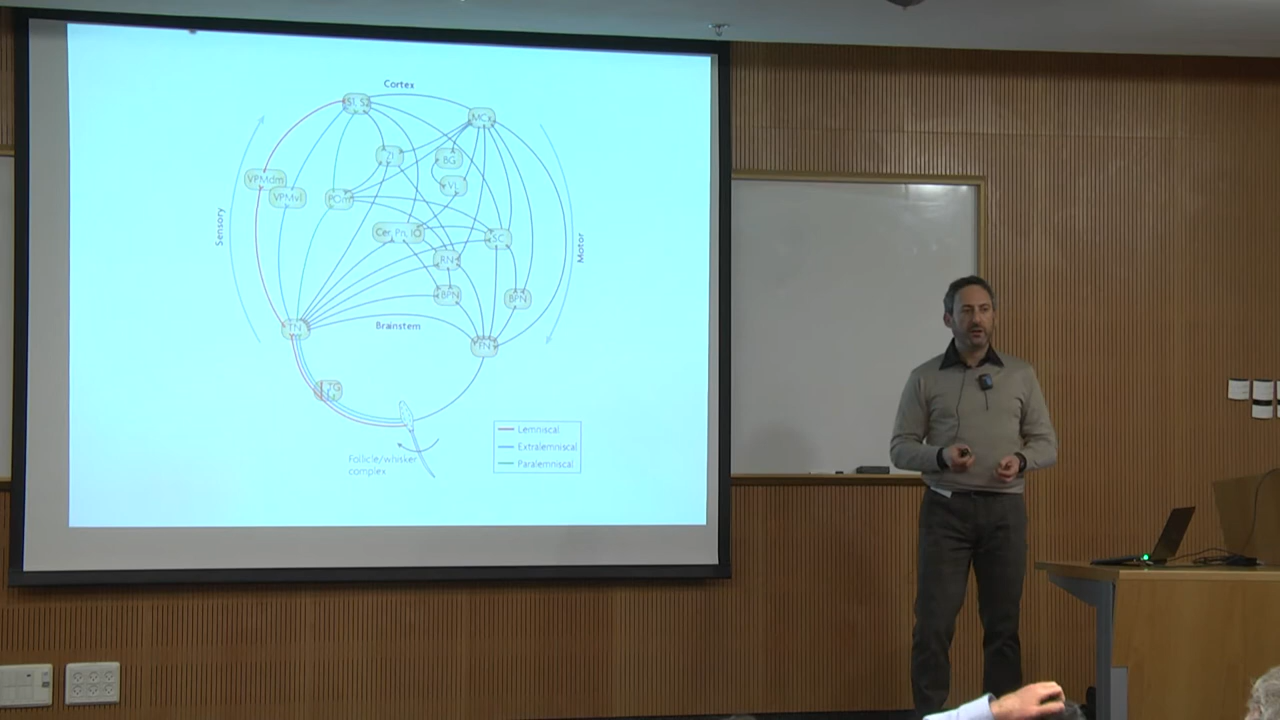 Cortex
S1, S2
MCx
ZI
BG
VL
VPMdm
VPMvl
POm
Sensory
Cer, Pn, IO
SC
Motor
RN
BPN
BPN
TN
Brainstem
FN
TG
Lemniscal
Extralemniscal
Paralemniscal
Follicle/whisker
complex